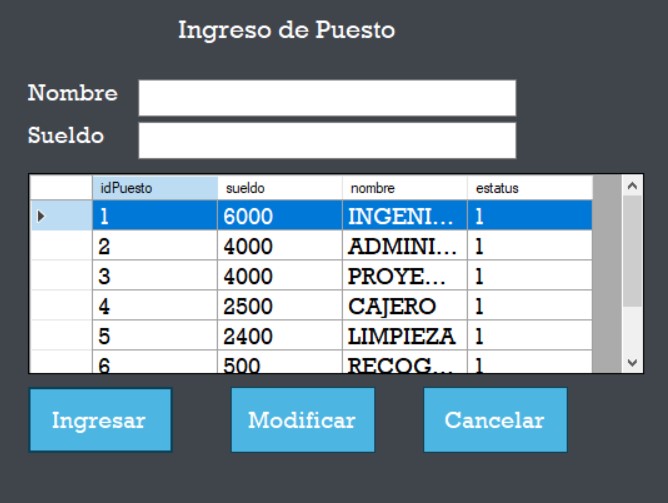 Ingreso de Puesto
Nombre
Sueldo
idPuesto sueldo nombre estatus
1 6000 INGENI... 1
2 4000 ADMINI... 1
3 4000 PROYE... 1
4 2500 CAJERO 1
5 2400 LIMPIEZA 1
6 500 RECOG... 1
Ingresar Modificar Cancelar